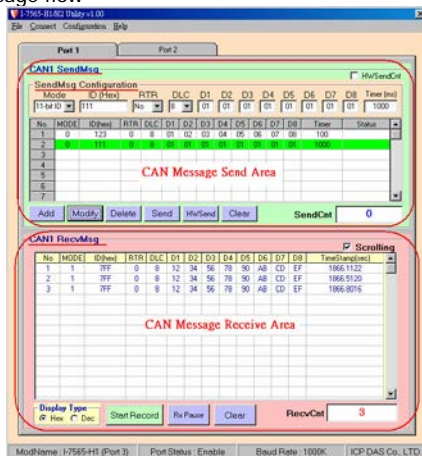 I-7565-H1/H2 Utility v1.00
File Connect Configuration Help
Port 1 Port 2
CAN1 SendMsg
HWSendCnt
SendMsg Configuration
Mode ID (Hex) RTR DLC D1 D2 D3 D4 D5 D6 D7 D8 Timer (ms)
11-bit ID 111 No 8 01 01 01 01 01 01 01 01 1000
No. MODE ID(hex) RTR DLC D1 D2 D3 D4 D5 D6 D7 D8 Timer Status
1 0 123 0 8 01 02 03 04 05 06 07 08 100
2 0 111 0 8 01 01 01 01 01 01 01 01 1000
3
4
5
6
7
CAN Message Send Area
Add Modify Delete Send HWSend Clear SendCnt 0
CAN1 RecvMsg
Scrolling
No MODE ID(hex) RTR DLC D1 D2 D3 D4 D5 D6 D7 D8 TimeStamp(sec)
1 1 7FF 0 8 12 34 56 78 90 AB CD EF 1866.1122
2 1 7FF 0 8 12 34 56 78 90 AB CD EF 1866.5120
3 1 7FF 0 8 12 34 56 78 90 AB CD EF 1866.8016
CAN Message Receive Area
Display Type
Hex Dec Start Record Rx Pause Clear RecvCnt 3
ModName : I-7565-H1 (Port 3) Port Status : Enable Baud Rate : 1000K ICP DAS Co., LTD